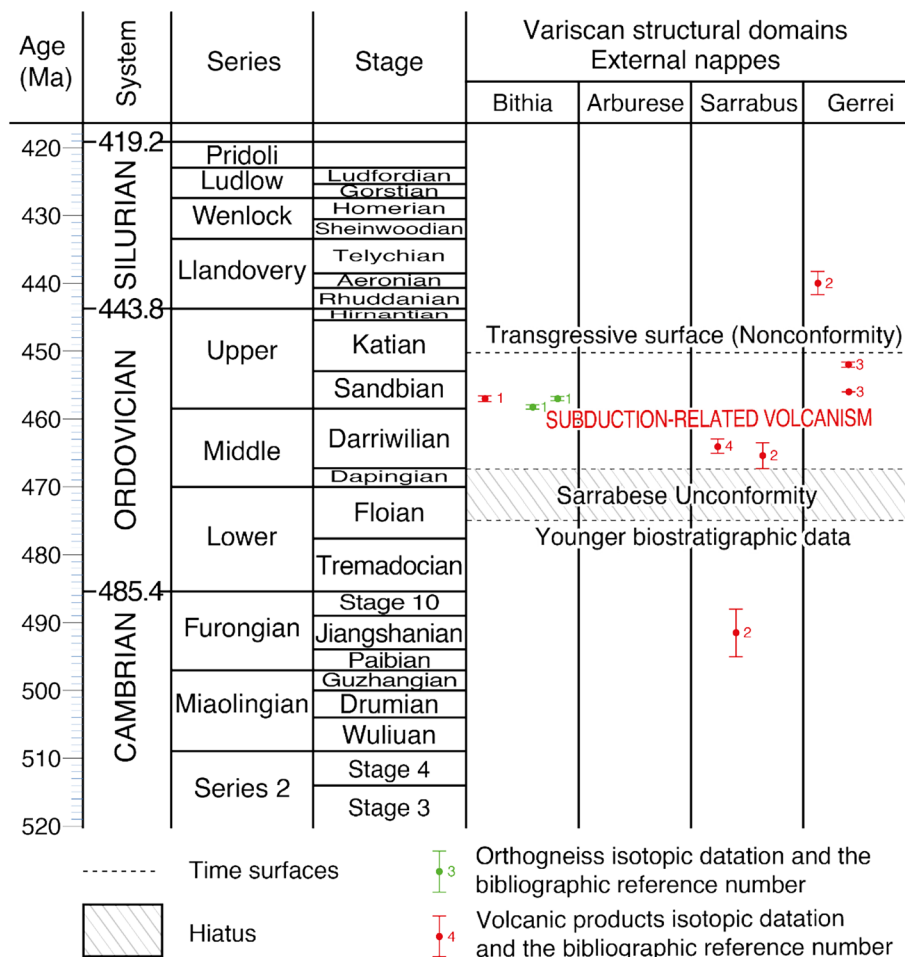 Age
(Ma)
System
Series
Stage
Variscan structural domains
External nappes
Bithia
Arburese
Sarrabus
Gerrei
420
430
440
450
460
470
480
490
500
510
520
419.2
SILURIAN
443.8
ORDOVICIAN
485.4
CAMBRIAN
Pridoli
Ludlow
Wenlock
Llandovery
Upper
Middle
Lower
Furongian
Miaolingian
Series 2
Ludfordian
Gorstian
Homerian
Sheinwoodian
Telychian
Aeronian
Rhuddanian
Hirnantian
Katian
Sandbian
Darriwilian
Dapingian
Floian
Tremadocian
Stage 10
Jiangshanian
Paibian
Guzhangian
Drumian
Wuliuan
Stage 4
Stage 3
2
Transgressive surface (Nonconformity)
3
3
1
1
1
SUBDUCTION-RELATED VOLCANISM
4
2
Sarrabese Unconformity
Younger biostratigraphic data
2
Time surfaces
Hiatus
3
Orthogneiss isotopic datation and the
bibliographic reference number
4
Volcanic products isotopic datation
and the bibliographic reference number